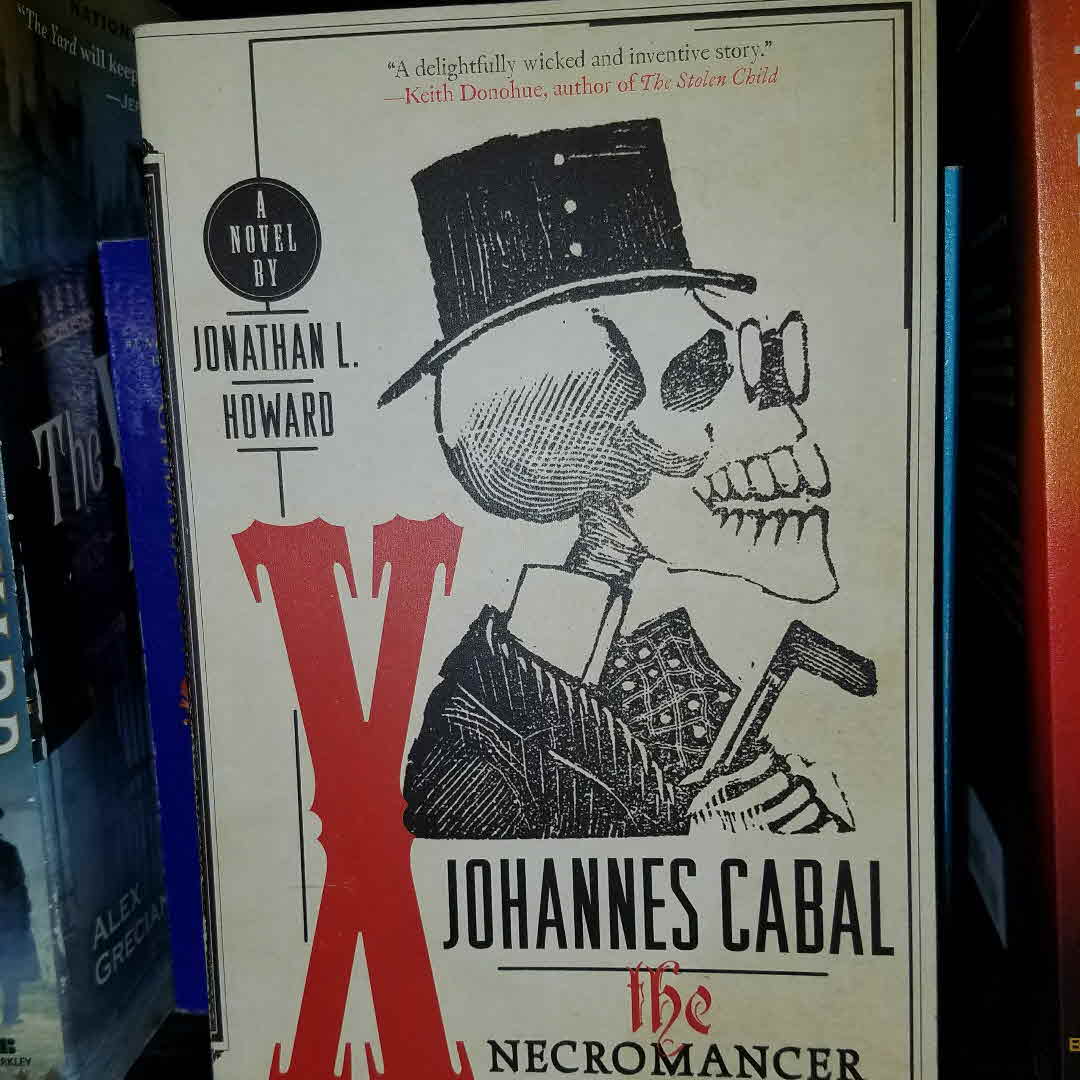 "A delightfully wicked and inventive story."
—Keith Donohue, author of The Stolen Child
A
NOVEL
BY
JONATHAN L.
HOWARD
X
JOHANNES CABAL
the
NECROMANCER
"The Yard will keep
The
ALEX
GRECIAN